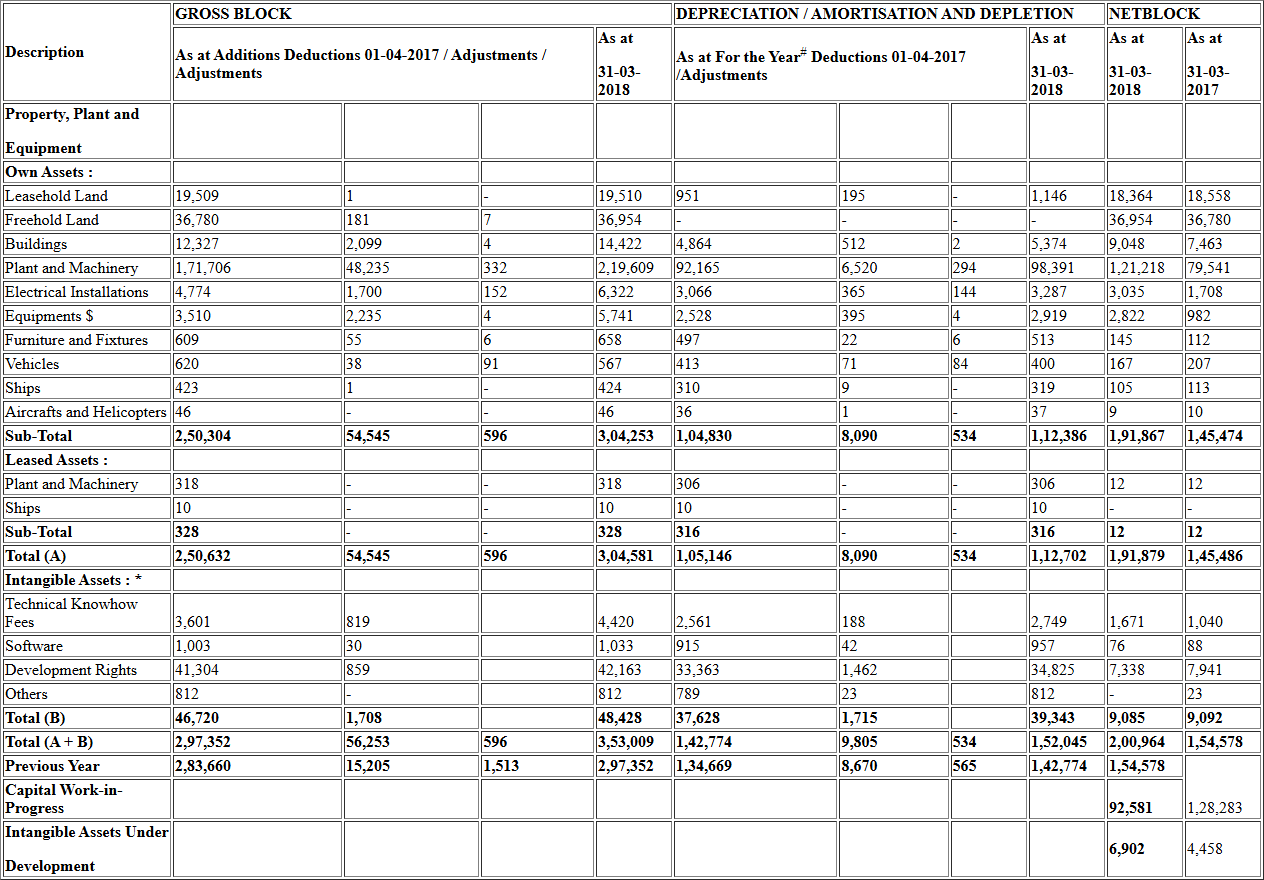 Description GROSS BLOCK DEPRECIATION / AMORTISATION AND DEPLETION NETBLOCK
As at Additions Deductions 01-04-2017 / Adjustments /
Adjustments
As at
31-03-
2018
As at For the Year# Deductions 01-04-2017
/Adjustments
As at
31-03-
2018
As at
31-03-
2018
As at
31-03-
2017
Property, Plant and
Equipment
Own Assets :
Leasehold Land 19,509 1 - 19,510 951 195 - 1,146 18,364 18,558
Freehold Land 36,780 181 7 36,954 - - - - 36,954 36,780
Buildings 12,327 2,099 4 14,422 4,864 512 2 5,374 9,048 7,463
Plant and Machinery 1,71,706 48,235 332 2,19,609 92,165 6,520 294 98,391 1,21,218 79,541
Electrical Installations 4,774 1,700 152 6,322 3,066 365 144 3,287 3,035 1,708
Equipments $ 3,510 2,235 4 5,741 2,528 395 4 2,919 2,822 982
Furniture and Fixtures 609 55 6 658 497 22 6 513 145 112
Vehicles 620 38 91 567 413 71 84 400 167 207
Ships 423 1 - 424 310 9 - 319 105 113
Aircrafts and Helicopters 46 - - 46 36 1 - 37 9 10
Sub-Total 2,50,304 54,545 596 3,04,253 1,04,830 8,090 534 1,12,386 1,91,867 1,45,474
Leased Assets :
Plant and Machinery 318 - - 318 306 - - 306 12 12
Ships 10 - - 10 10 - - 10 - -
Sub-Total 328 - - 328 316 - - 316 12 12
Total (A) 2,50,632 54,545 596 3,04,581 1,05,146 8,090 534 1,12,702 1,91,879 1,45,486
Intangible Assets : *
Technical Knowhow
Fees 3,601 819 4,420 2,561 188 2,749 1,671 1,040
Software 1,003 30 1,033 915 42 957 76 88
Development Rights 41,304 859 42,163 33,363 1,462 34,825 7,338 7,941
Others 812 - 812 789 23 812 - 23
Total (B) 46,720 1,708 48,428 37,628 1,715 39,343 9,085 9,092
Total (A + B) 2,97,352 56,253 596 3,53,009 1,42,774 9,805 534 1,52,045 2,00,964 1,54,578
Previous Year 2,83,660 15,205 1,513 2,97,352 1,34,669 8,670 565 1,42,774 1,54,578
Capital Work-in-
Progress 92,581 1,28,283
Intangible Assets Under
Development 6,902 4,458